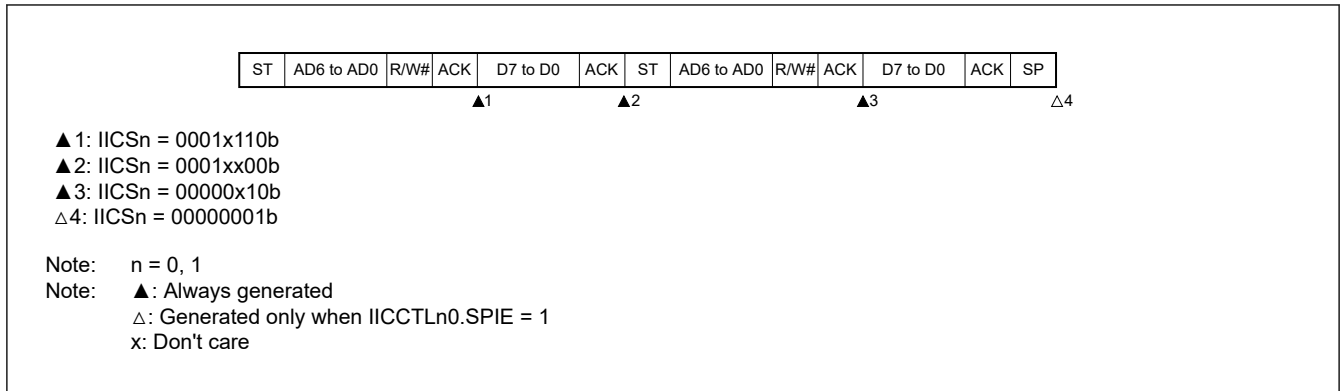 ST AD6 to AD0 R/W# ACK D7 to D0 ACK ST AD6 to AD0 R/W# ACK D7 to D0 ACK SP
▲1 ▲2 ▲3 △4
▲1: IICSn = 0001x110b
▲2: IICSn = 0001xx00b
▲3: IICSn = 00000x10b
△4: IICSn = 00000001b
Note: n = 0, 1
Note: ▲: Always generated
△: Generated only when IICCTLn0.SPIE = 1
x: Don't care